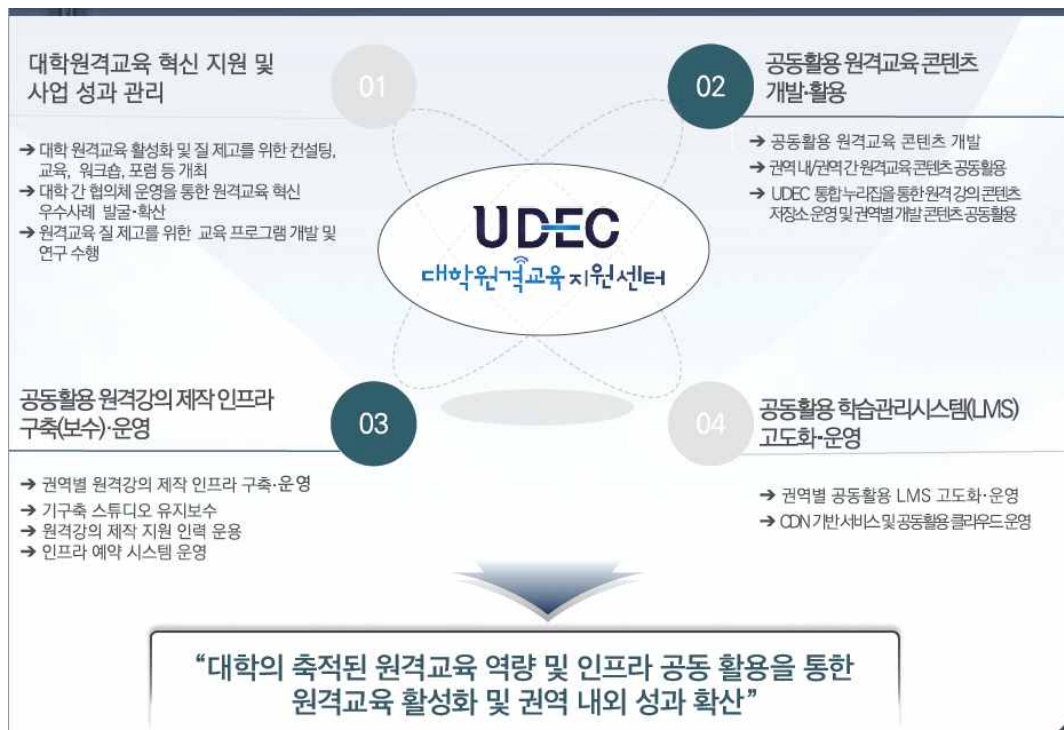 대학원격교육 혁신 지원 및
사업 성과 관리
01
➔ 대학 원격교육 활성화 및 질 제고를 위한 컨설팅,
교육, 워크숍, 포럼 등 개최
➔ 대학 간 협의체 운영을 통한 원격교육 혁신
우수사례 발굴·확산
➔ 원격교육 질 제고를 위한 교육 프로그램 개발 및
연구 수행
02
공동활용 원격교육 콘텐츠
개발·활용
➔ 공동활용 원격교육 콘텐츠 개발
➔ 권역 내/권역 간 원격교육 콘텐츠 공동활용
➔ UDEC 통합 누리집을 통한 원격 강의 콘텐츠
저장소 운영 및 권역별 개발 콘텐츠 공동활용
UDEC
대학원격교육지원센터
공동활용 원격강의 제작 인프라
구축(보수)·운영
03
➔ 권역별 원격강의 제작 인프라 구축·운영
➔ 기구축 스튜디오 유지보수
➔ 원격강의 제작 지원 인력 운용
➔ 인프라 예약 시스템 운영
04
공동활용 학습관리시스템(LMS)
고도화·운영
➔ 권역별 공동활용 LMS 고도화·운영
➔ CDN 기반 서비스 및 공동활용 클라우드 운영
“대학의 축적된 원격교육 역량 및 인프라 공동 활용을 통한
원격교육 활성화 및 권역 내외 성과 확산”